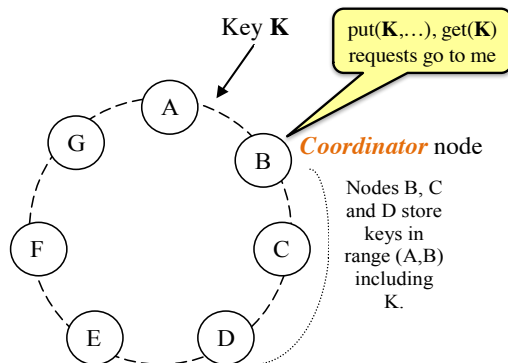 Key K
put(K,…), get(K)
requests go to me
A
G
B
Coordinator node
Nodes B, C
and D store
keys in
range (A,B)
including
K.
F
C
E
D